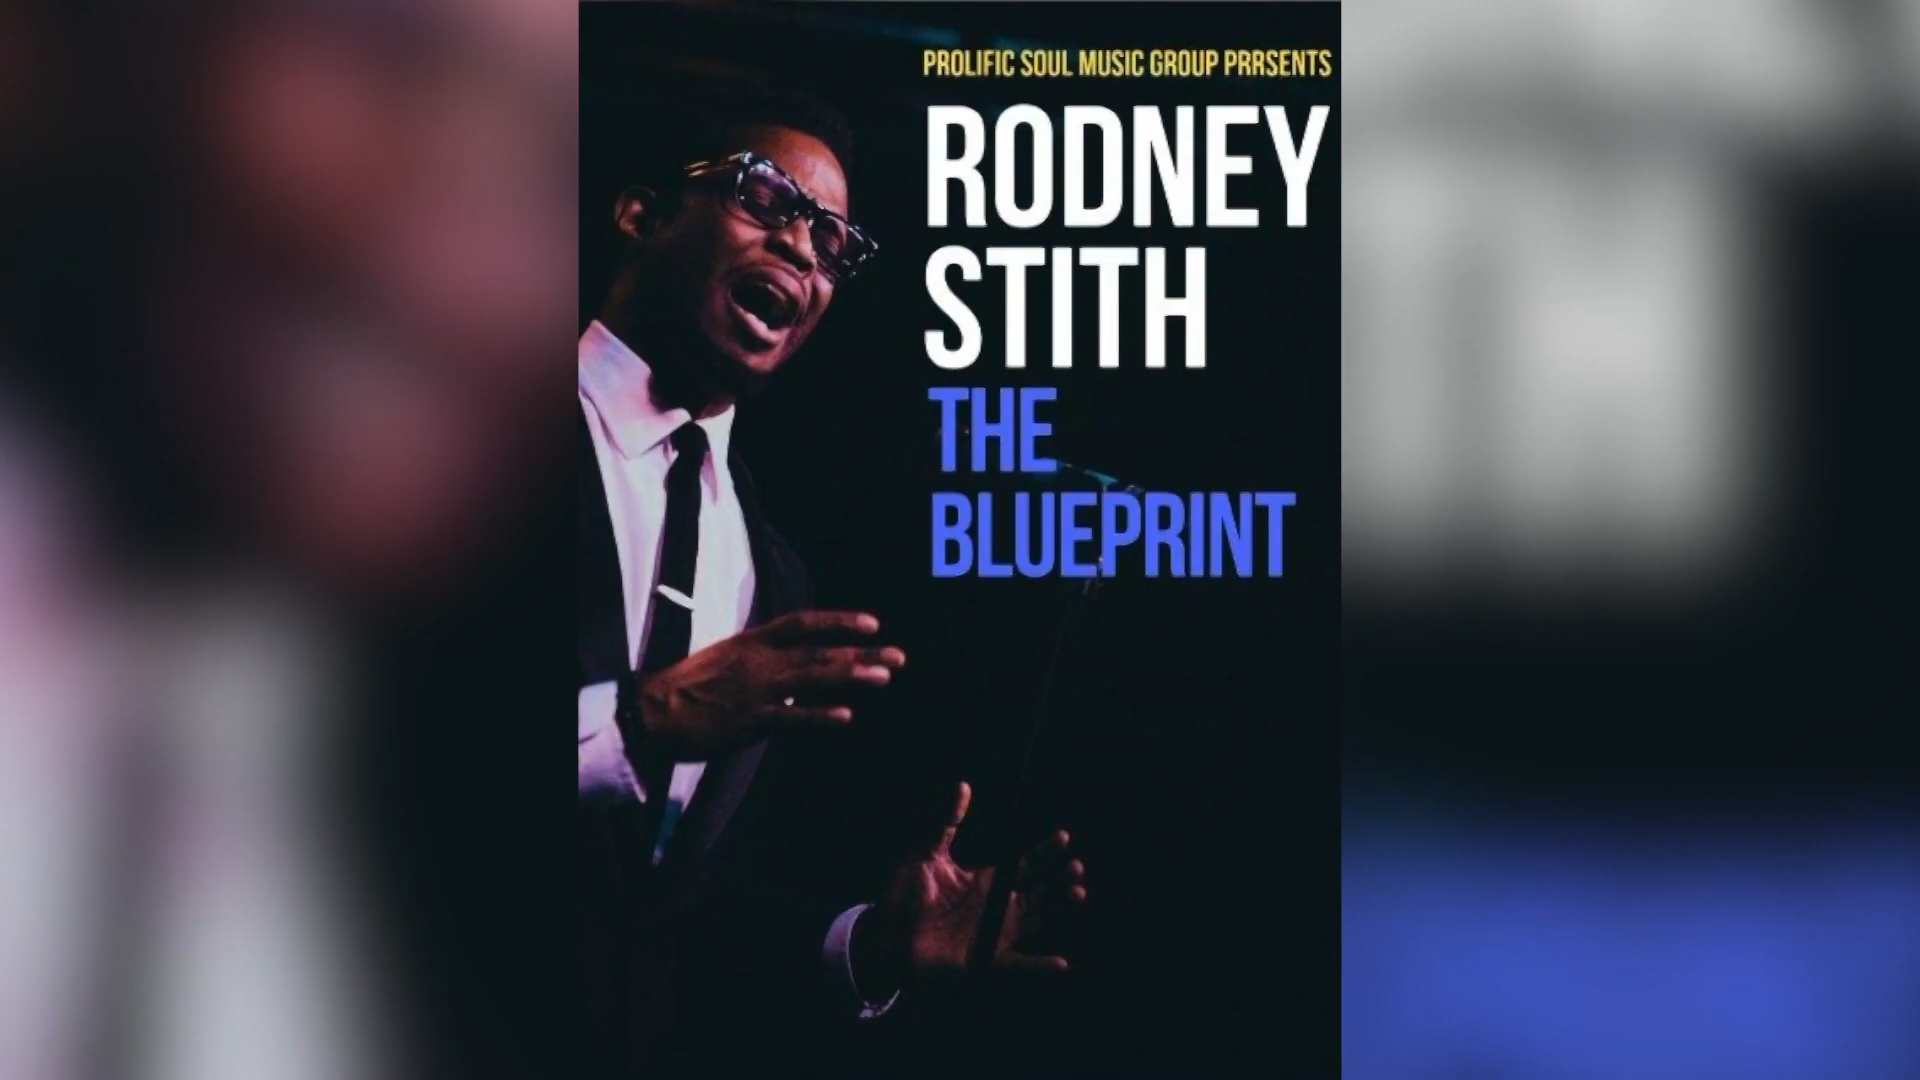 PROLIFIC SOUL MUSIC GROUP PRRSENTS
RODNEY
STITH
THE
BLUEPRINT